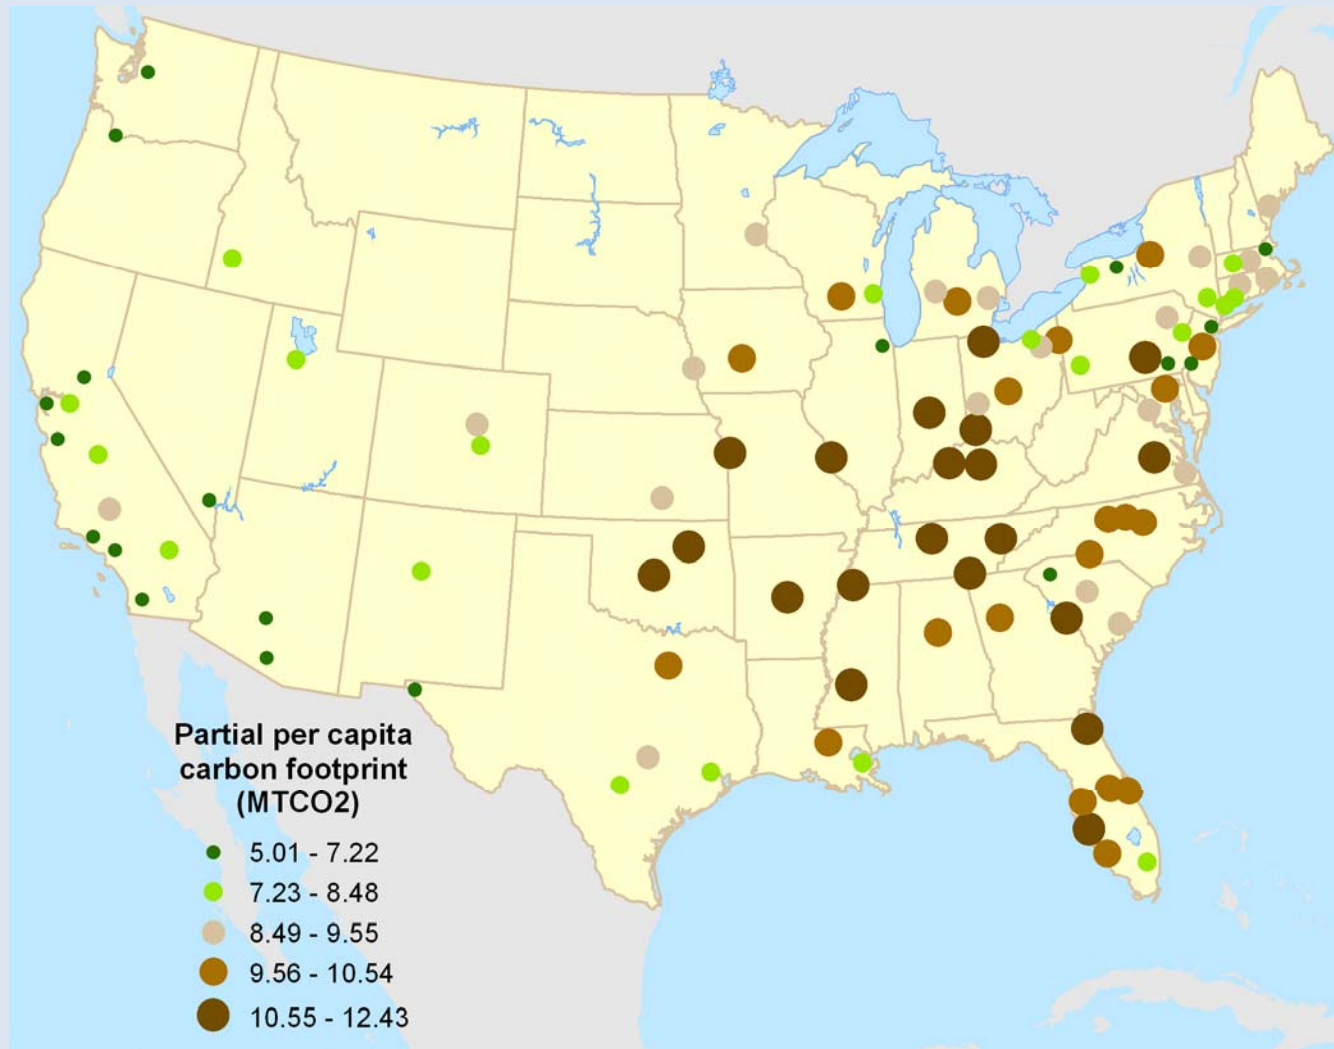 Partial per capita
carbon footprint
(MTCO2)
5.01 - 7.22
7.23 - 8.48
8.49 - 9.55
9.56 - 10.54
10.55 - 12.43